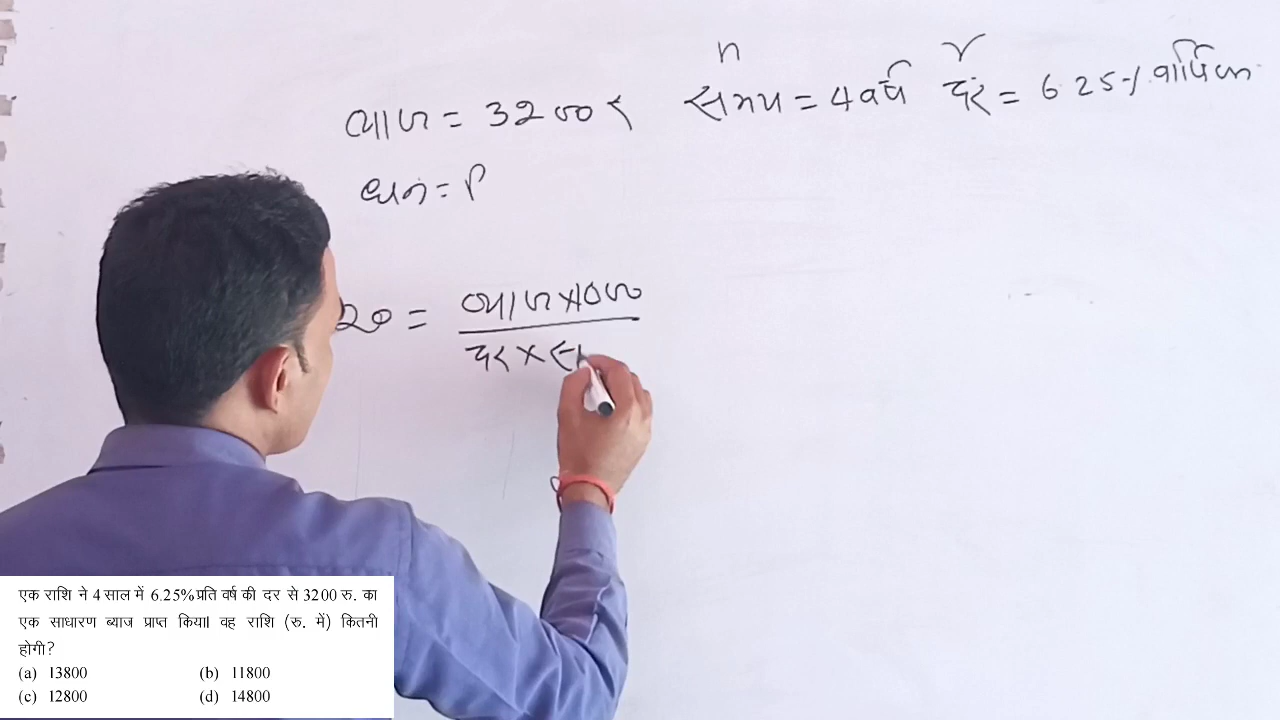 n r
ब्याज = 3200 ₹ समय = 4 वर्ष दर = 6.25% वार्षिक
धन = P
= ब्याज × 100
दर × स
एक राशि ने 4 साल में 6.25% प्रति वर्ष की दर से 3200 रु. का
एक साधारण ब्याज प्राप्त किया। वह राशि (रु. में) कितनी
होगी?
(a) 13800 (b) 11800
(c) 12800 (d) 14800